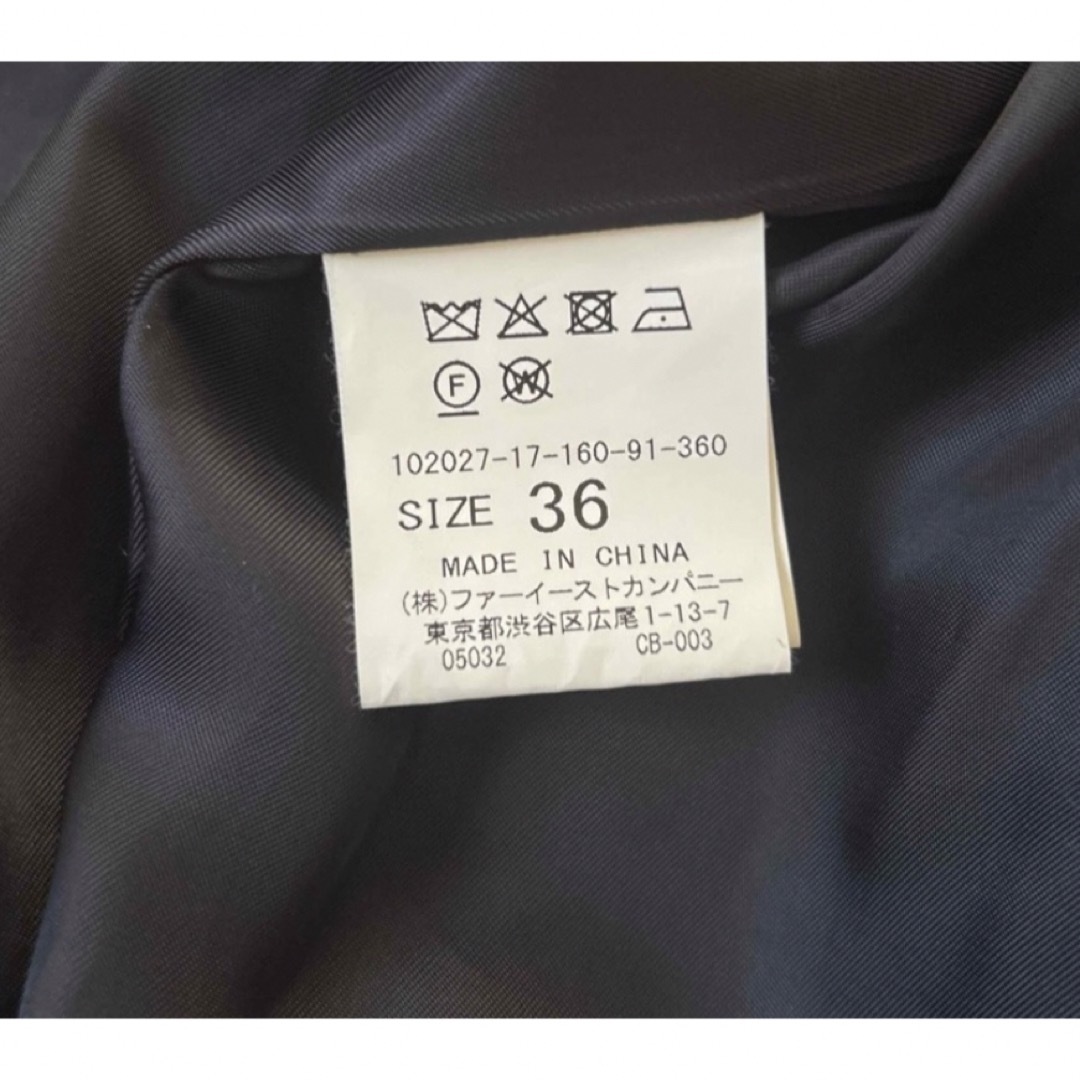 F W
102027-17-160-91-360
SIZE 36
MADE IN CHINA
(株)ファーイーストカンパニー
東京都渋谷区広尾1-13-7
05032 CB-003